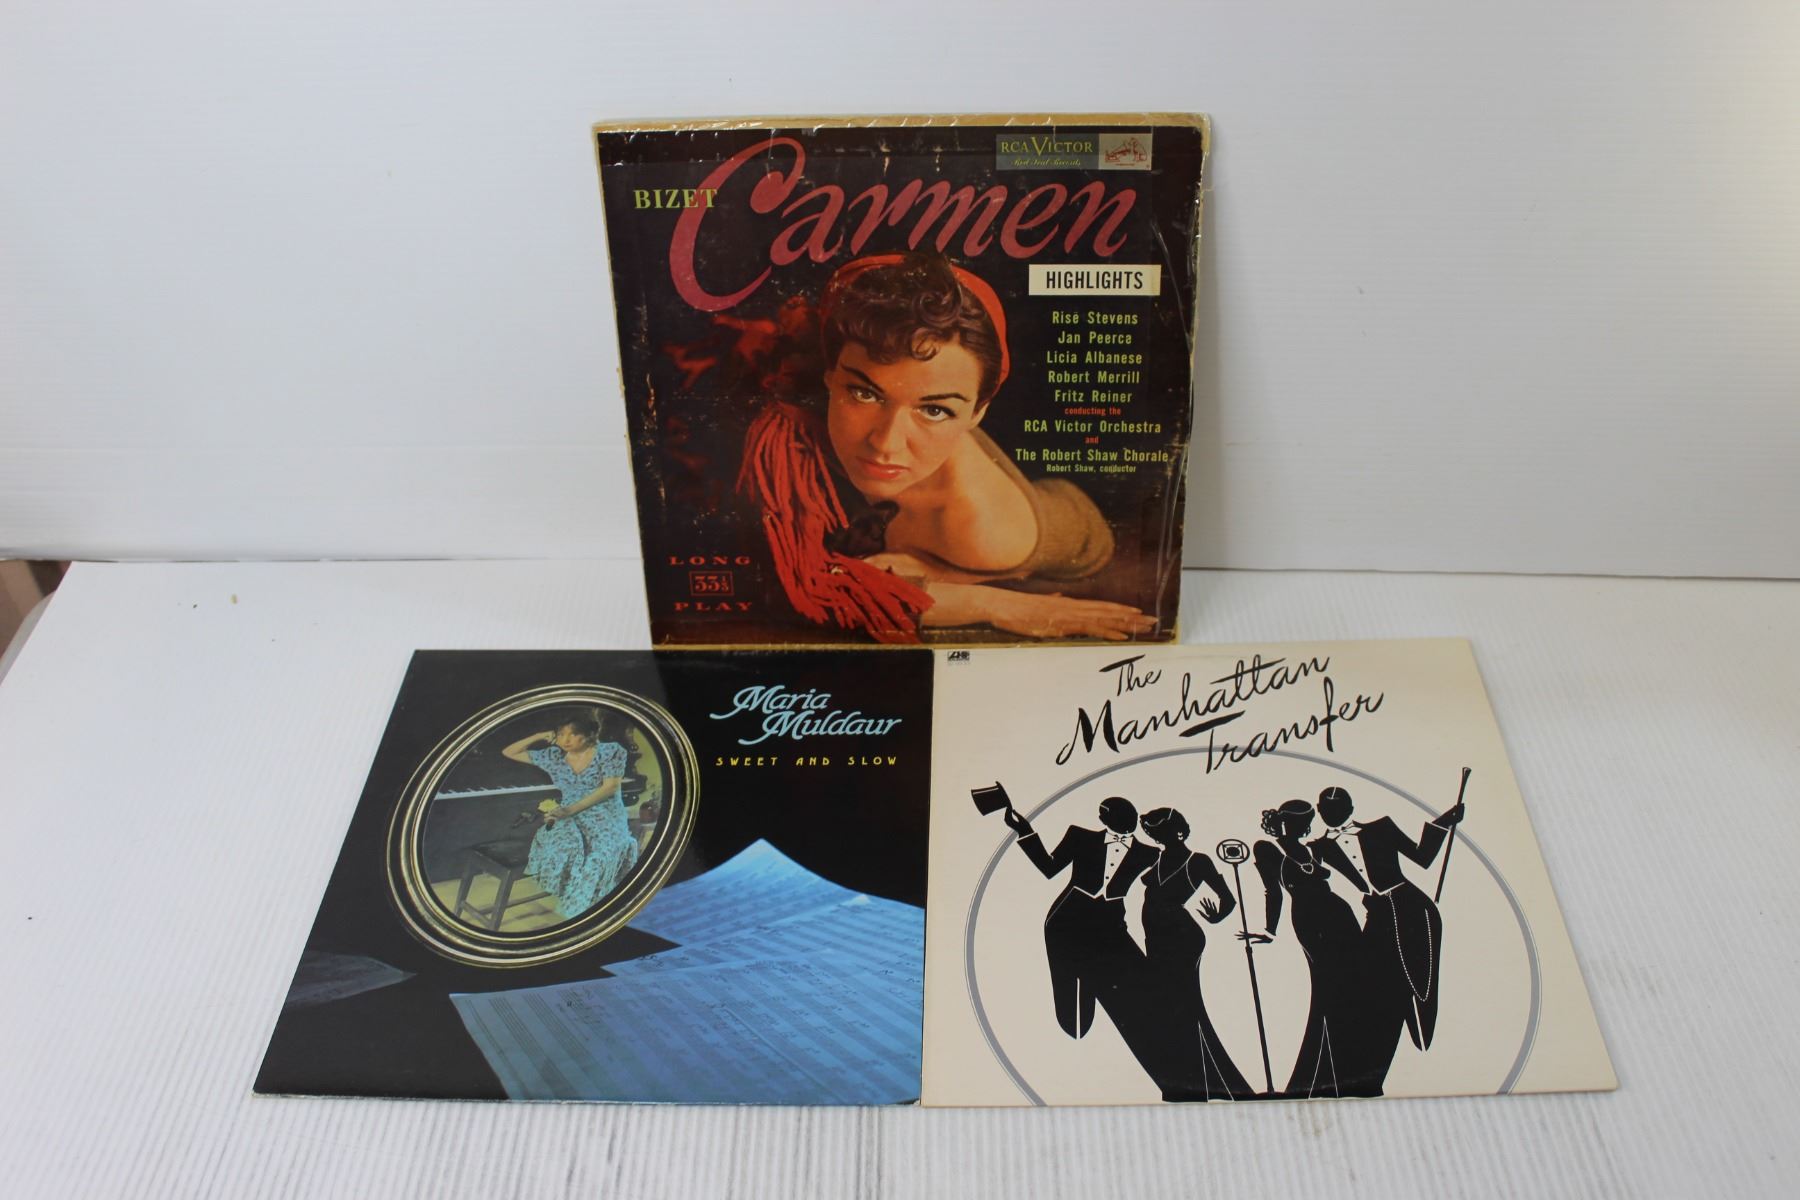 RCA VICTOR
Red Seal Records
BIZET
Carmen
HIGHLIGHTS
Risë Stevens
Jan Peerce
Licia Albanese
Robert Merrill
Fritz Reiner
conducting the
RCA Victor Orchestra
and
The Robert Shaw Chorale
Robert Shaw, conductor
LONG
33 1/3
PLAY
Maria
Muldaur
SWEET AND SLOW
The
Manhattan
Transfer